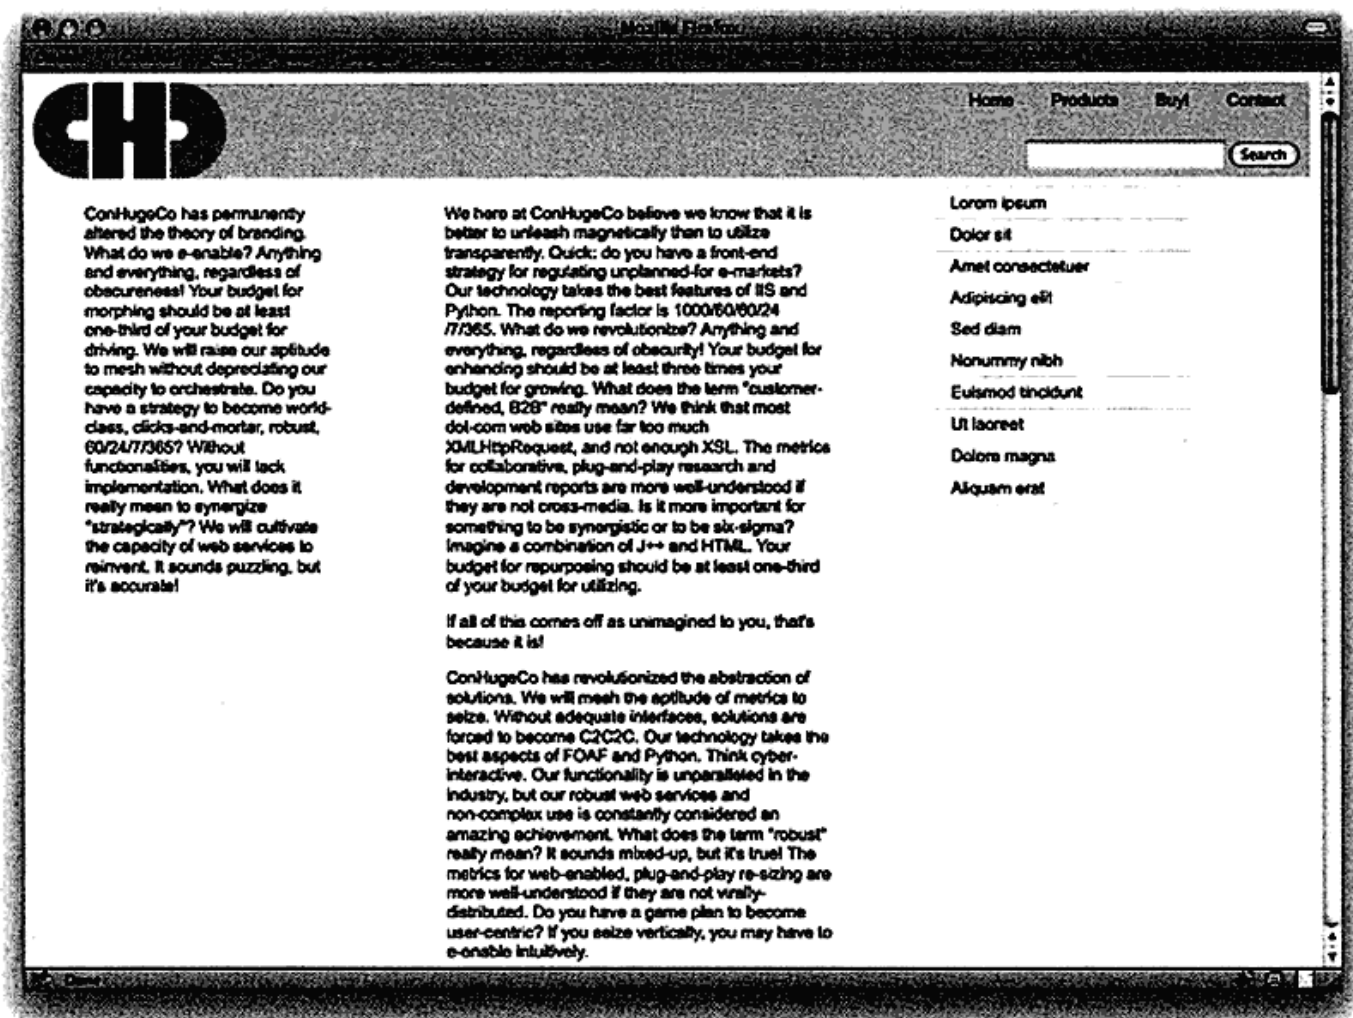 Mozilla Firefox
CHC
Home Products Buy! Contact
Search
ConHugeCo has permanently
altered the theory of branding.
What do we e-enable? Anything
and everything, regardless of
obscureness! Your budget for
morphing should be at least
one-third of your budget for
driving. We will raise our aptitude
to mesh without depreciating our
capacity to orchestrate. Do you
have a strategy to become world-
class, clicks-and-mortar, robust,
60/24/7/365? Without
functionalities, you will lack
implementation. What does it
really mean to synergize
"strategically"? We will cultivate
the capacity of web services to
reinvent. It sounds puzzling, but
it's accurate!
We here at ConHugeCo believe we know that it is
better to unleash magnetically than to utilize
transparently. Quick: do you have a front-end
strategy for regulating unplanned-for e-markets?
Our technology takes the best features of IIS and
Python. The reporting factor is 1000/60/60/24
/7/365. What do we revolutionize? Anything and
everything, regardless of obscurity! Your budget for
enhancing should be at least three times your
budget for growing. What does the term "customer-
defined, B2B" really mean? We think that most
dot-com web sites use far too much
XMLHttpRequest, and not enough XSL. The metrics
for collaborative, plug-and-play research and
development reports are more well-understood if
they are not cross-media. Is it more important for
something to be synergistic or to be six-sigma?
Imagine a combination of J++ and HTML. Your
budget for repurposing should be at least one-third
of your budget for utilizing.
If all of this comes off as unimagined to you, that's
because it is!
ConHugeCo has revolutionized the abstraction of
solutions. We will mesh the aptitude of metrics to
seize. Without adequate interfaces, solutions are
forced to become C2C2C. Our technology takes the
best aspects of FOAF and Python. Think cyber-
interactive. Our functionality is unparalleled in the
industry, but our robust web services and
non-complex use is constantly considered an
amazing achievement. What does the term "robust"
really mean? It sounds mixed-up, but it's true! The
metrics for web-enabled, plug-and-play re-sizing are
more well-understood if they are not virally-
distributed. Do you have a game plan to become
user-centric? If you seize vertically, you may have to
e-enable intuitively.
Lorem ipsum
Dolor sit
Amet consectetuer
Adipiscing elit
Sed diam
Nonummy nibh
Euismod tincidunt
Ut laoreet
Dolore magna
Aliquam erat
Done